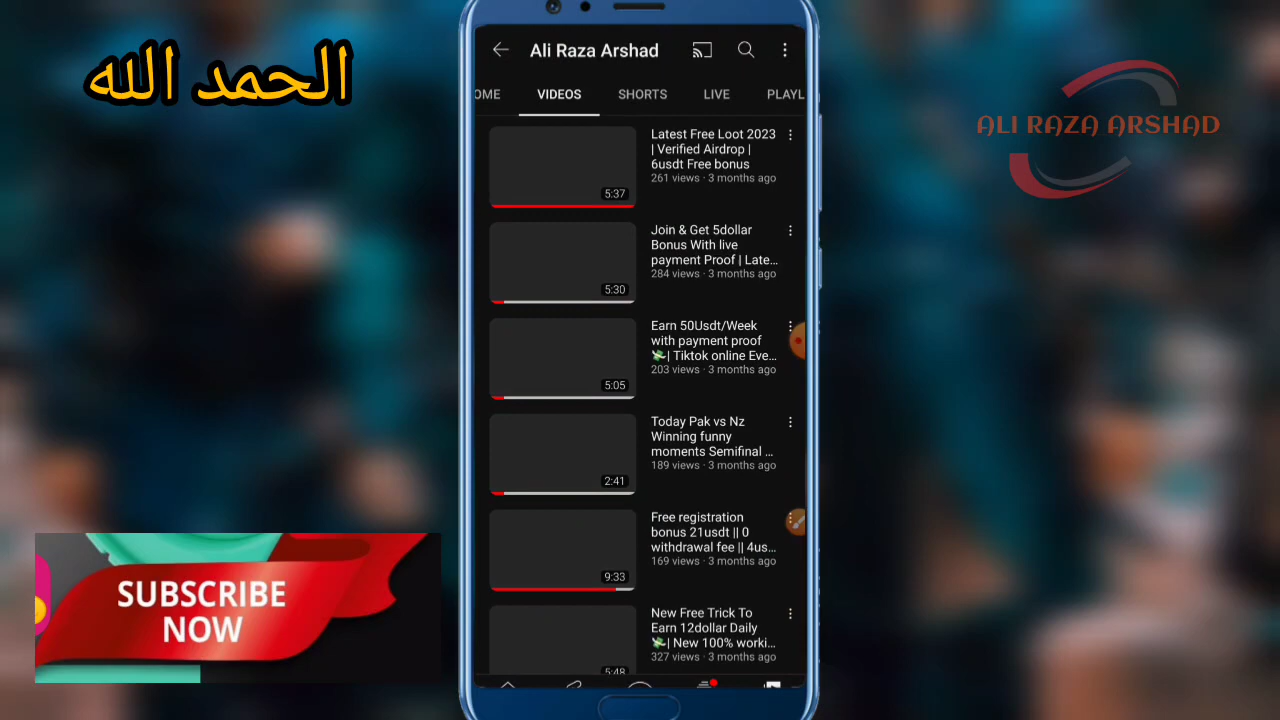 الحمد الله
Ali Raza Arshad
OME VIDEOS SHORTS LIVE PLAYL
ALI RAZA ARSHAD
Latest Free Loot 2023
| Verified Airdrop |
6usdt Free bonus
261 views · 3 months ago
5:37
Join & Get 5dollar
Bonus With live
payment Proof | Late...
284 views · 3 months ago
5:30
Earn 50Usdt/Week
with payment proof
💸| Tiktok online Eve...
203 views · 3 months ago
5:05
Today Pak vs Nz
Winning funny
moments Semifinal ...
189 views · 3 months ago
2:41
Free registration
bonus 21usdt || 0
withdrawal fee || 4us...
169 views · 3 months ago
9:33
New Free Trick To
Earn 12dollar Daily
💸| New 100% worki...
327 views · 3 months ago
5:48
SUBSCRIBE
NOW